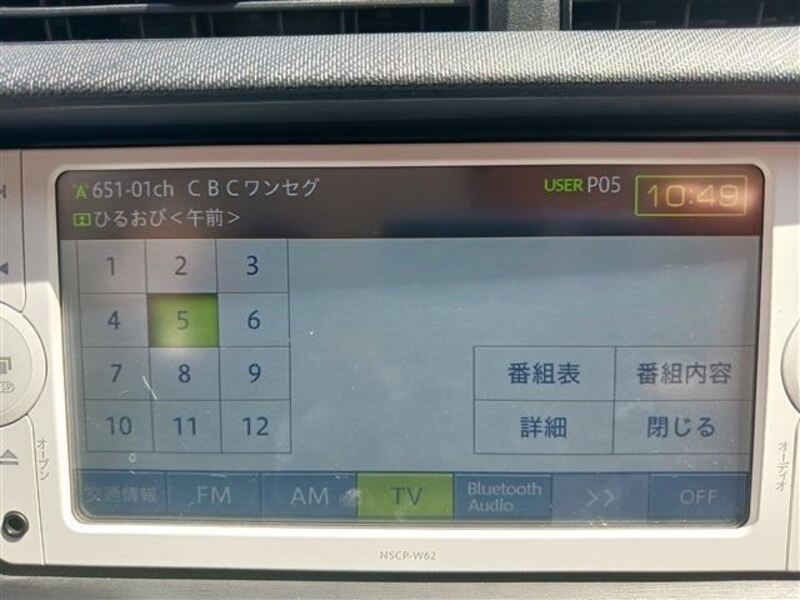 651-01ch CBCワンセグ USER P05 10:49
ひるおび<午前>
1 2 3
4 5 6
7 8 9 番組表 番組内容
10 11 12 詳細 閉じる
交通情報 FM AM TV Bluetooth Audio >> OFF
オープン
オーディオ
NSCP-W62